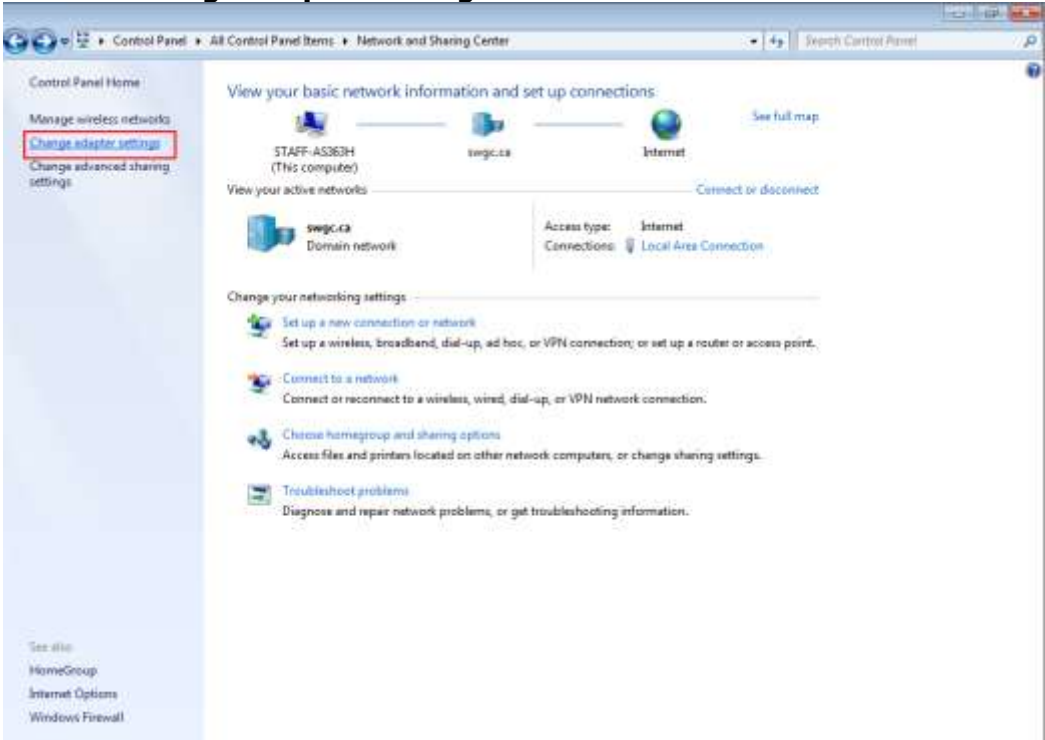 Control Panel ▸ All Control Panel Items ▸ Network and Sharing Center
Search Control Panel
Control Panel Home
Manage wireless networks
Change adapter settings
Change advanced sharing
settings
View your basic network information and set up connections
See full map
STAFF-AS363H
(This computer)
swgc.ca
Internet
View your active networks
Connect or disconnect
swgc.ca
Domain network
Access type: Internet
Connections: Local Area Connection
Change your networking settings
Set up a new connection or network
Set up a wireless, broadband, dial-up, ad hoc, or VPN connection; or set up a router or access point.
Connect to a network
Connect or reconnect to a wireless, wired, dial-up, or VPN network connection.
Choose homegroup and sharing options
Access files and printers located on other network computers, or change sharing settings.
Troubleshoot problems
Diagnose and repair network problems, or get troubleshooting information.
See also
HomeGroup
Internet Options
Windows Firewall